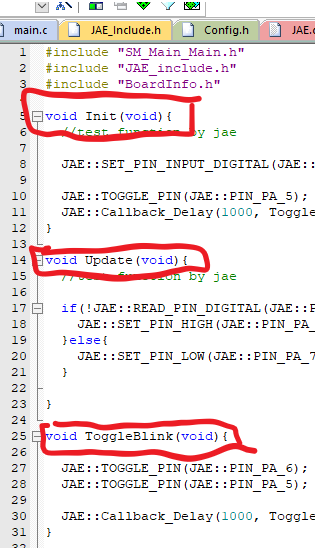 main.c JAE_Include.h Config.h JAE.
1 #include "SM_Main_Main.h"
2 #include "JAE_include.h"
3 #include "BoardInfo.h"
4
5 void Init(void){
6 //test function by jae
7
8 JAE::SET_PIN_INPUT_DIGITAL(JAE::
9
10 JAE::TOGGLE_PIN(JAE::PIN_PA_5);
11 JAE::Callback_Delay(1000, Toggle
12 }
13
14 void Update(void){
15 //test function by jae
16
17 if(!JAE::READ_PIN_DIGITAL(JAE::P
18 JAE::SET_PIN_HIGH(JAE::PIN_PA_
19 }else{
20 JAE::SET_PIN_LOW(JAE::PIN_PA_7
21 }
22
23 }
24
25 void ToggleBlink(void){
26
27 JAE::TOGGLE_PIN(JAE::PIN_PA_6);
28 JAE::TOGGLE_PIN(JAE::PIN_PA_5);
29
30 JAE::Callback_Delay(1000, Toggle
31 }